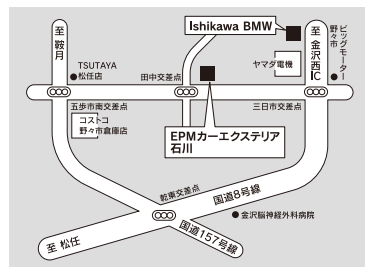 Ishikawa BMW
至 鞍月
至 金沢西IC
ビッグモーター
野々市
TSUTAYA
松任店
田中交差点
ヤマダ電機
五歩市南交差点
三日市交差点
コストコ
野々市倉庫店
EPMカーエクステリア
石川
乾東交差点
国道8号線
金沢脳神経外科病院
国道157号線
至 松任